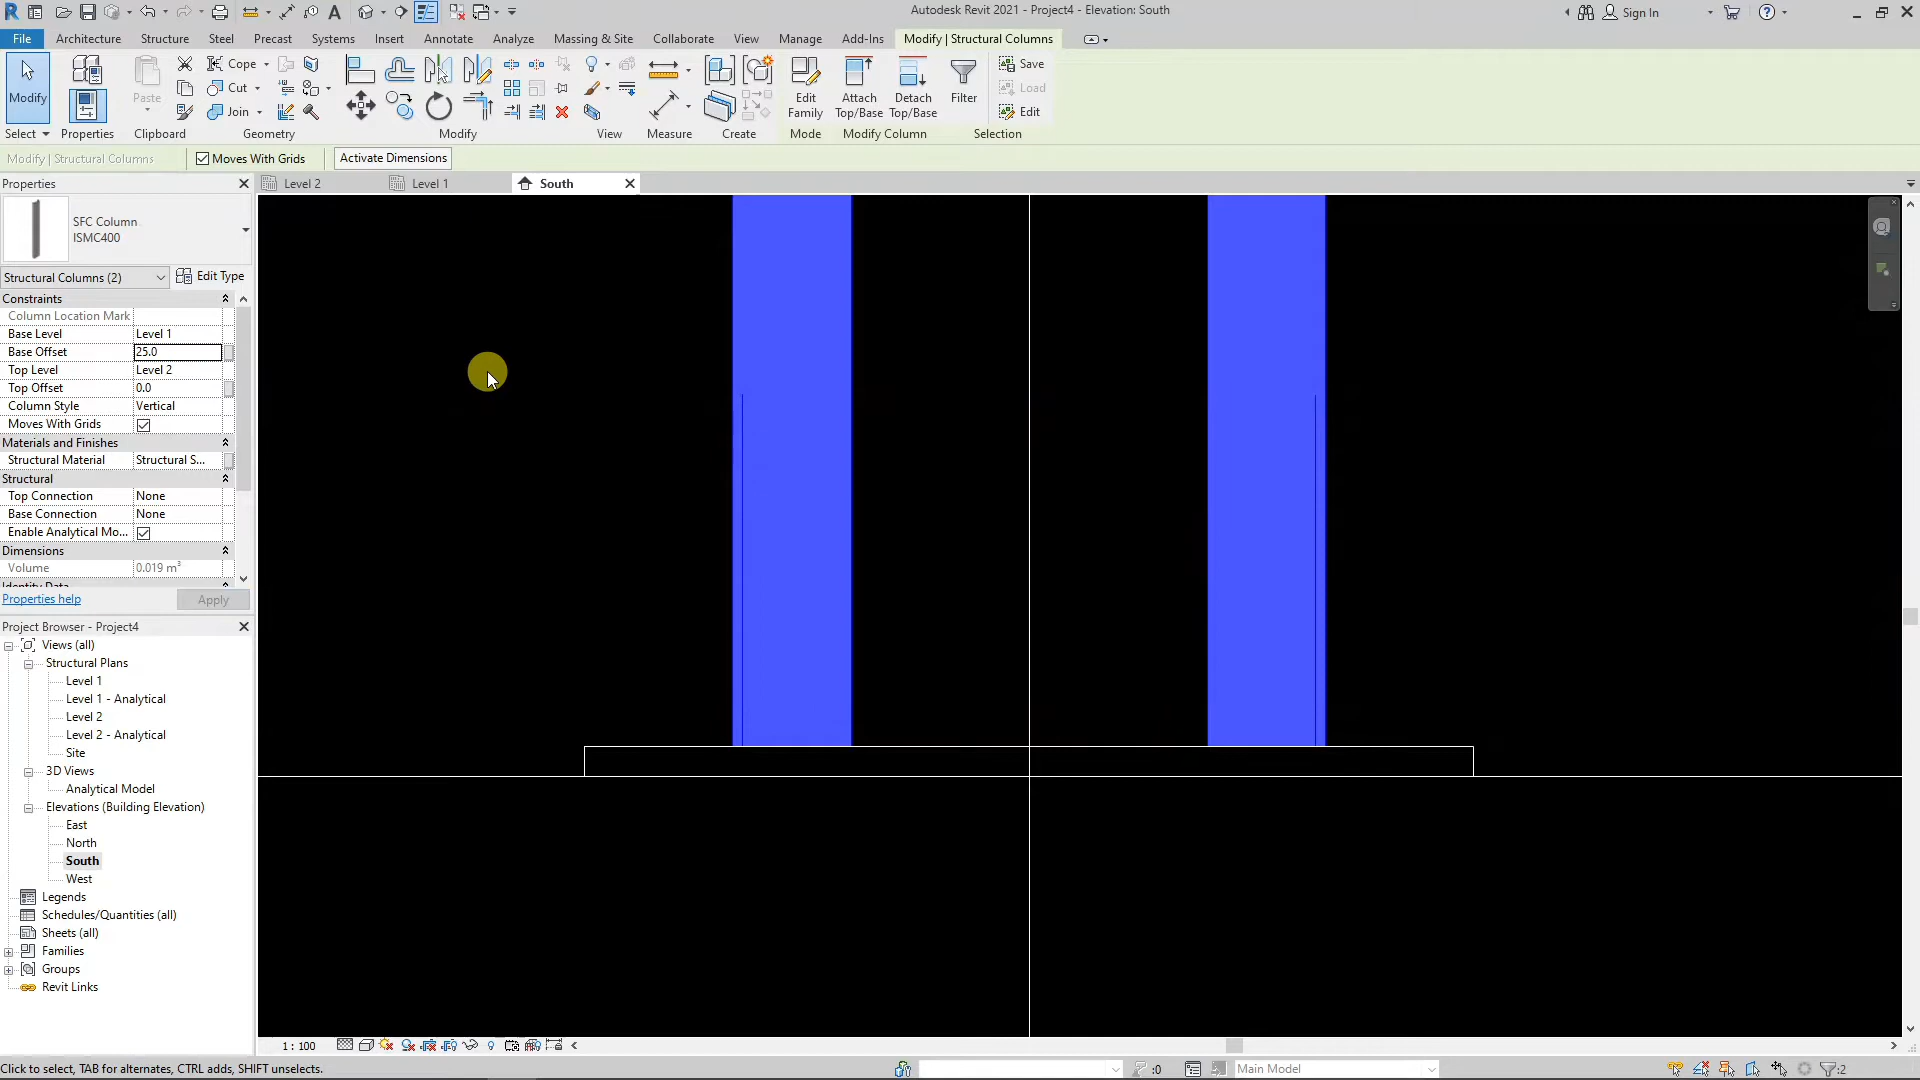 Autodesk Revit 2021 - Project4 - Elevation: South
Sign In
File Architecture Structure Steel Precast Systems Insert Annotate Analyze Massing & Site Collaborate View Manage Add-Ins Modify | Structural Columns
Modify
Paste
Cope
Cut
Join
Edit Family
Attach Top/Base
Detach Top/Base
Filter
Save
Load
Edit
Select Properties Clipboard Geometry Modify View Measure Create Mode Modify Column Selection
Modify | Structural Columns Moves With Grids Activate Dimensions
Properties
Level 2 Level 1 South
SFC Column
ISMC400
Structural Columns (2) Edit Type
Constraints
Column Location Mark
Base Level Level 1
Base Offset 25.0
Top Level Level 2
Top Offset 0.0
Column Style Vertical
Moves With Grids
Materials and Finishes
Structural Material Structural S...
Structural
Top Connection None
Base Connection None
Enable Analytical Mo...
Dimensions
Volume 0.019 m³
Identity Data
Properties help Apply
Project Browser - Project4
Views (all)
Structural Plans
Level 1
Level 1 - Analytical
Level 2
Level 2 - Analytical
Site
3D Views
Analytical Model
Elevations (Building Elevation)
East
North
South
West
Legends
Schedules/Quantities (all)
Sheets (all)
Families
Groups
Revit Links
1 : 100
Click to select, TAB for alternates, CTRL adds, SHIFT unselects.
:0
Main Model
:2